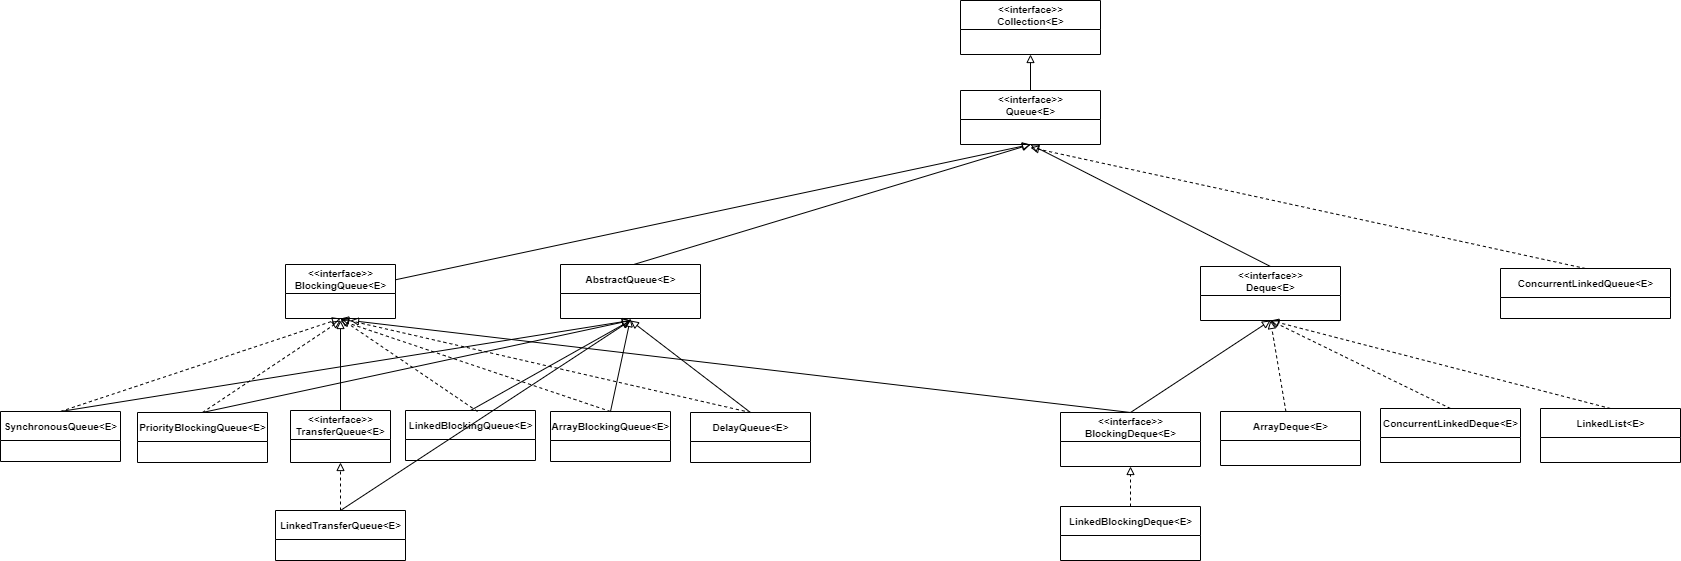 <<interface>>
Collection<E>
<<interface>>
Queue<E>
<<interface>>
BlockingQueue<E>
AbstractQueue<E>
<<interface>>
Deque<E>
ConcurrentLinkedQueue<E>
SynchronousQueue<E>
PriorityBlockingQueue<E>
<<interface>>
TransferQueue<E>
LinkedBlockingQueue<E>
ArrayBlockingQueue<E>
DelayQueue<E>
<<interface>>
BlockingDeque<E>
ArrayDeque<E>
ConcurrentLinkedDeque<E>
LinkedList<E>
LinkedTransferQueue<E>
LinkedBlockingDeque<E>